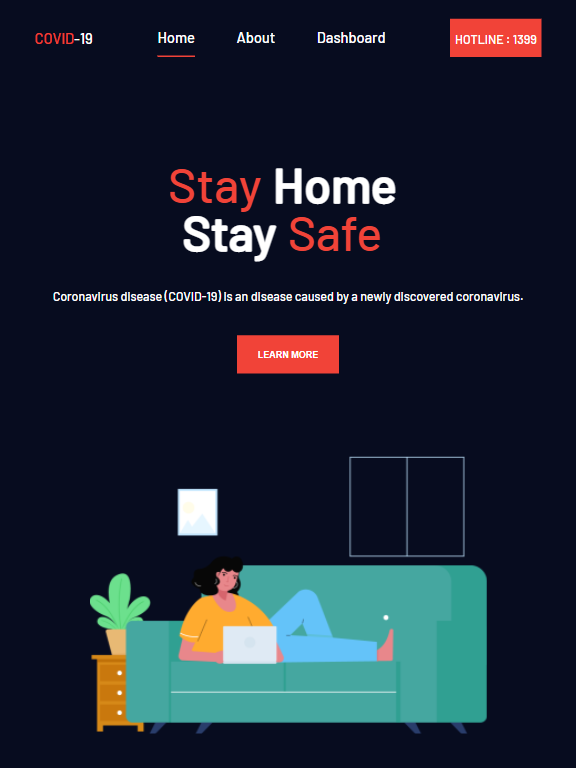 COVID-19
Home
About
Dashboard
HOTLINE : 1399
Stay Home
Stay Safe
Coronavirus disease (COVID-19) is an disease caused by a newly discovered coronavirus.
LEARN MORE